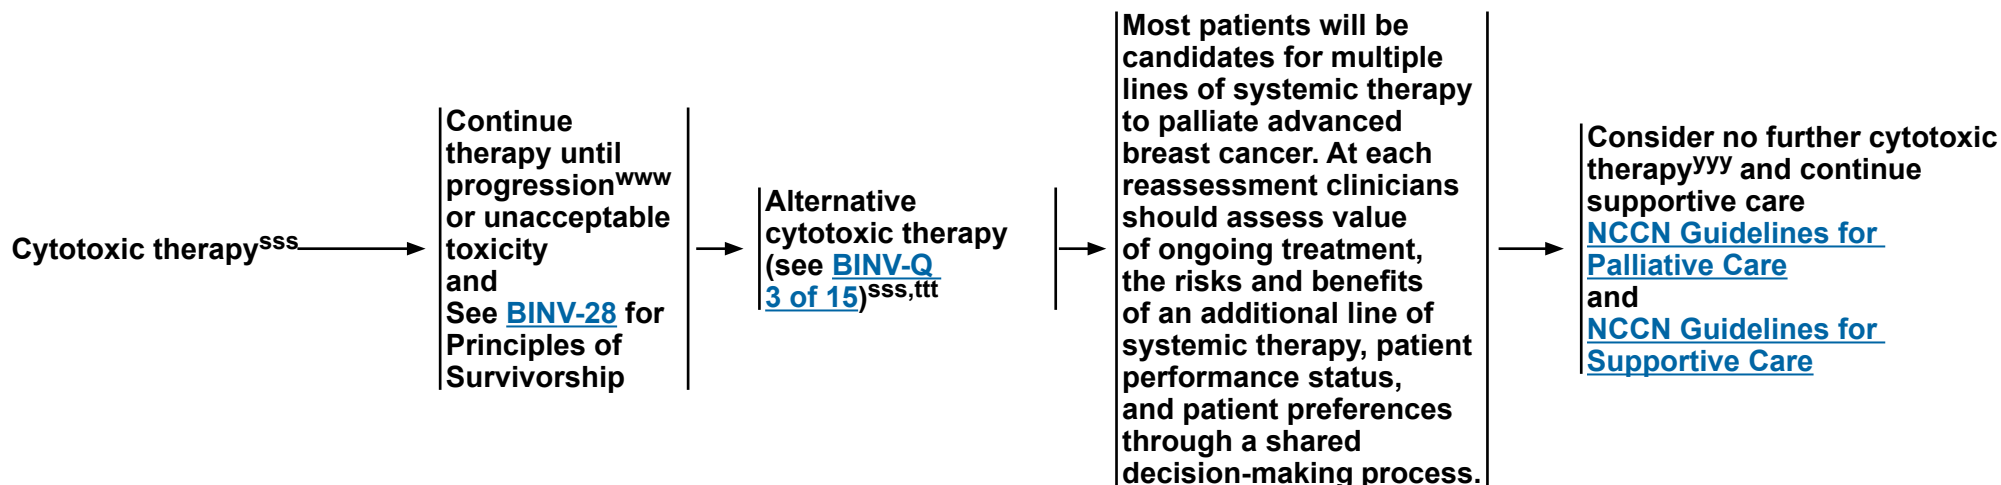 Cytotoxic therapysss
Continue
therapy until
progressionwww
or unacceptable
toxicity
and
See BINV-28 for
Principles of
Survivorship
Alternative
cytotoxic therapy
(see BINV-Q
3 of 15)sss,ttt
Most patients will be
candidates for multiple
lines of systemic therapy
to palliate advanced
breast cancer. At each
reassessment clinicians
should assess value
of ongoing treatment,
the risks and benefits
of an additional line of
systemic therapy, patient
performance status,
and patient preferences
through a shared
decision-making process.
Consider no further cytotoxic
therapyyyy and continue
supportive care
NCCN Guidelines for
Palliative Care
and
NCCN Guidelines for
Supportive Care